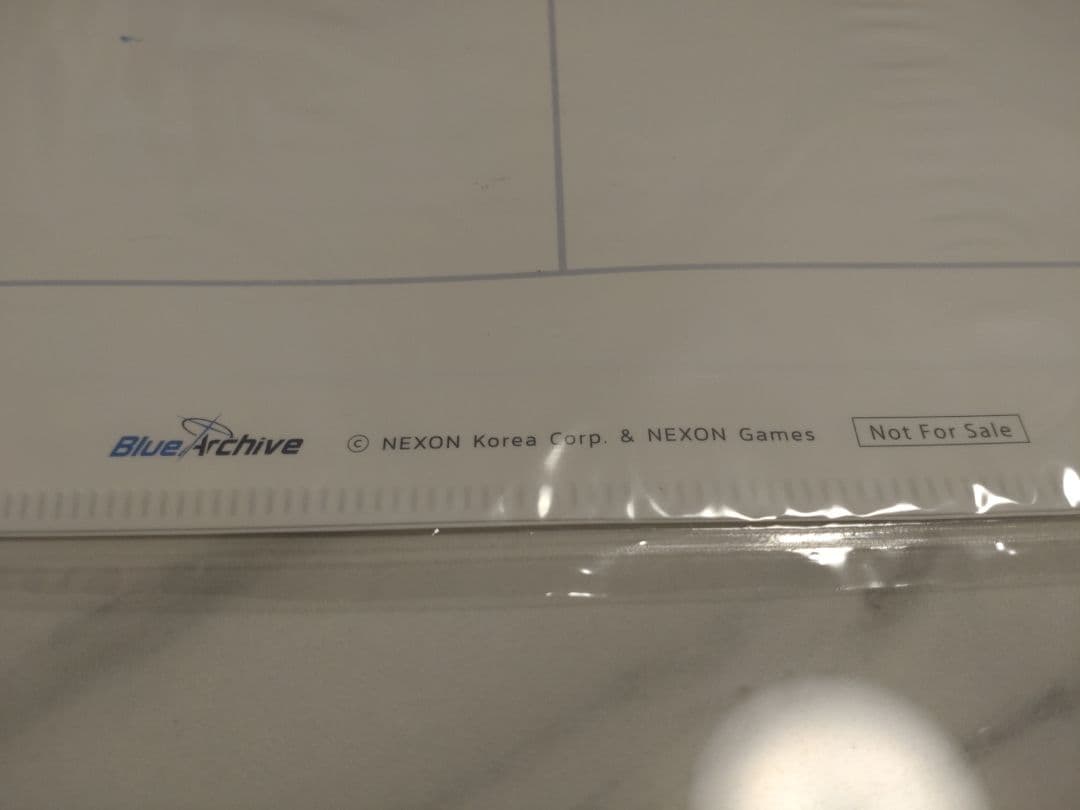 BlueArchive © NEXON Korea Corp. & NEXON Games Not For Sale